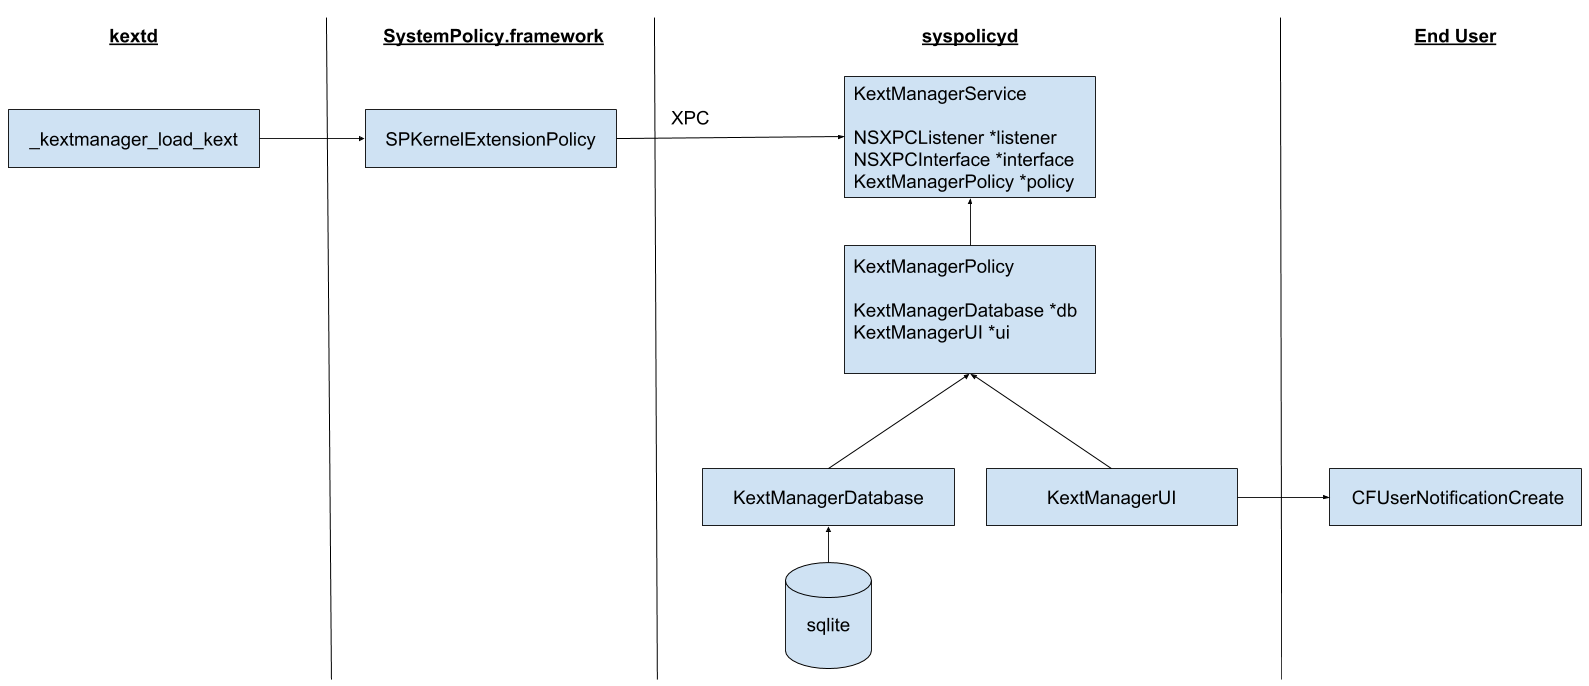 kextd
SystemPolicy.framework
syspolicyd
End User
_kextmanager_load_kext
SPKernelExtensionPolicy
XPC
KextManagerService
NSXPCListener *listener
NSXPCInterface *interface
KextManagerPolicy *policy
KextManagerPolicy
KextManagerDatabase *db
KextManagerUI *ui
KextManagerDatabase
KextManagerUI
CFUserNotificationCreate
sqlite